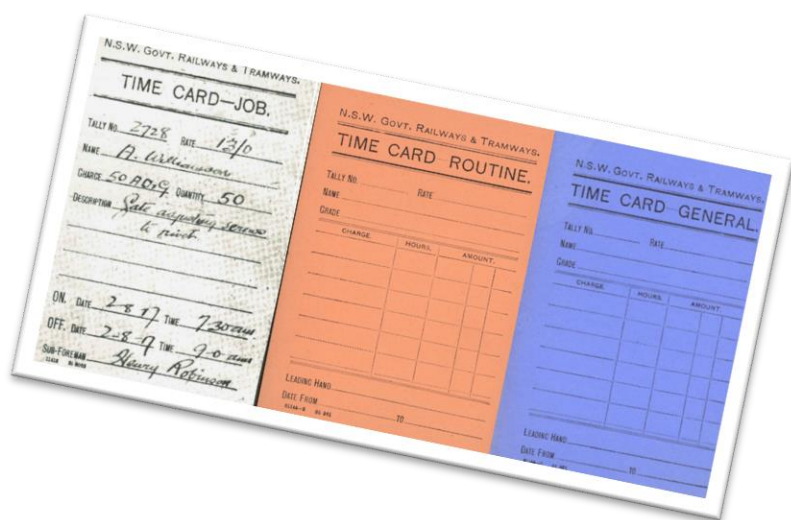 N.S.W. GOVT. RAILWAYS & TRAMWAYS.
TIME CARD—JOB.
TALLY No. 2728 RATE 13/0
NAME A. Williamson
CHARGE 50 QUANTITY 50
DESCRIPTION Gate adjusting screws
to
ON. DATE 2-8-17 TIME 7.30 am
OFF. DATE 2-8-17 TIME 9.0 am
SUB-FOREMAN Henry Robinson
N.S.W. GOVT. RAILWAYS & TRAMWAYS.
TIME CARD ROUTINE.
TALLY No. RATE
NAME
GRADE
CHARGE. HOURS. AMOUNT.
LEADING HAND
DATE FROM TO
N.S.W. GOVT. RAILWAYS & TRAMWAYS.
TIME CARD GENERAL.
TALLY No. RATE
NAME
GRADE
CHARGE. HOURS. AMOUNT
LEADING HAND
DATE FROM TO